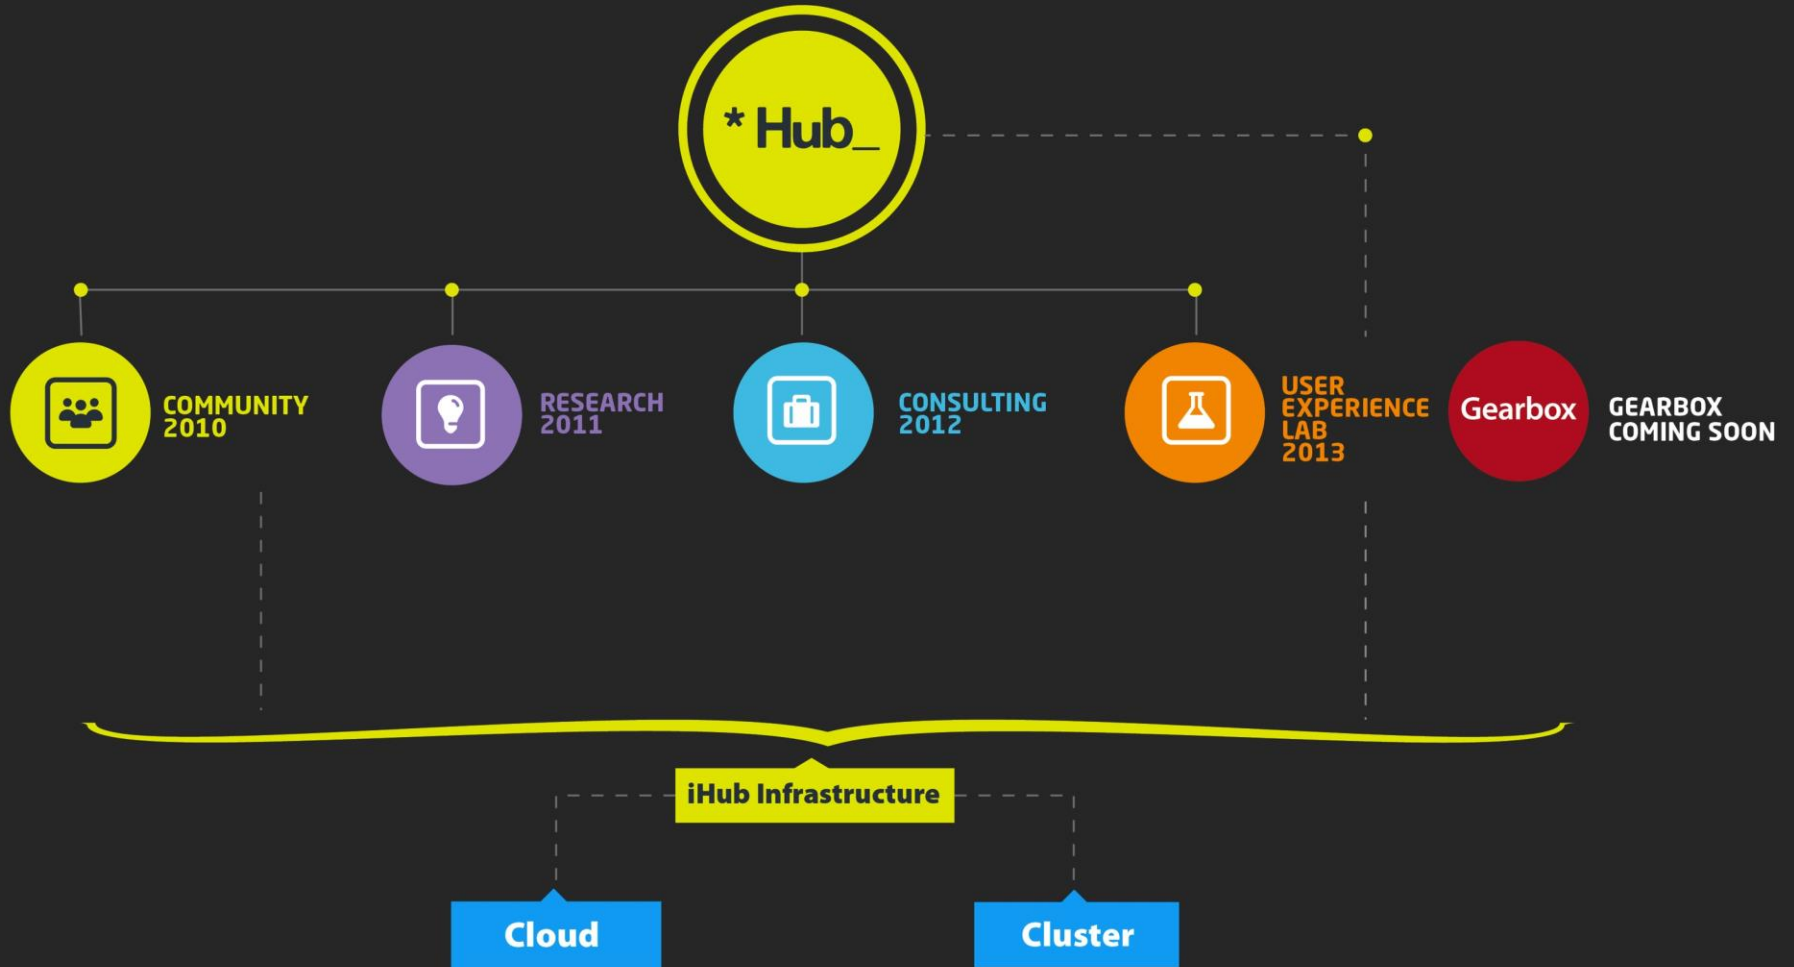 * Hub_
COMMUNITY
2010
RESEARCH
2011
CONSULTING
2012
USER
EXPERIENCE
LAB
2013
Gearbox
GEARBOX
COMING SOON
iHub Infrastructure
Cloud
Cluster